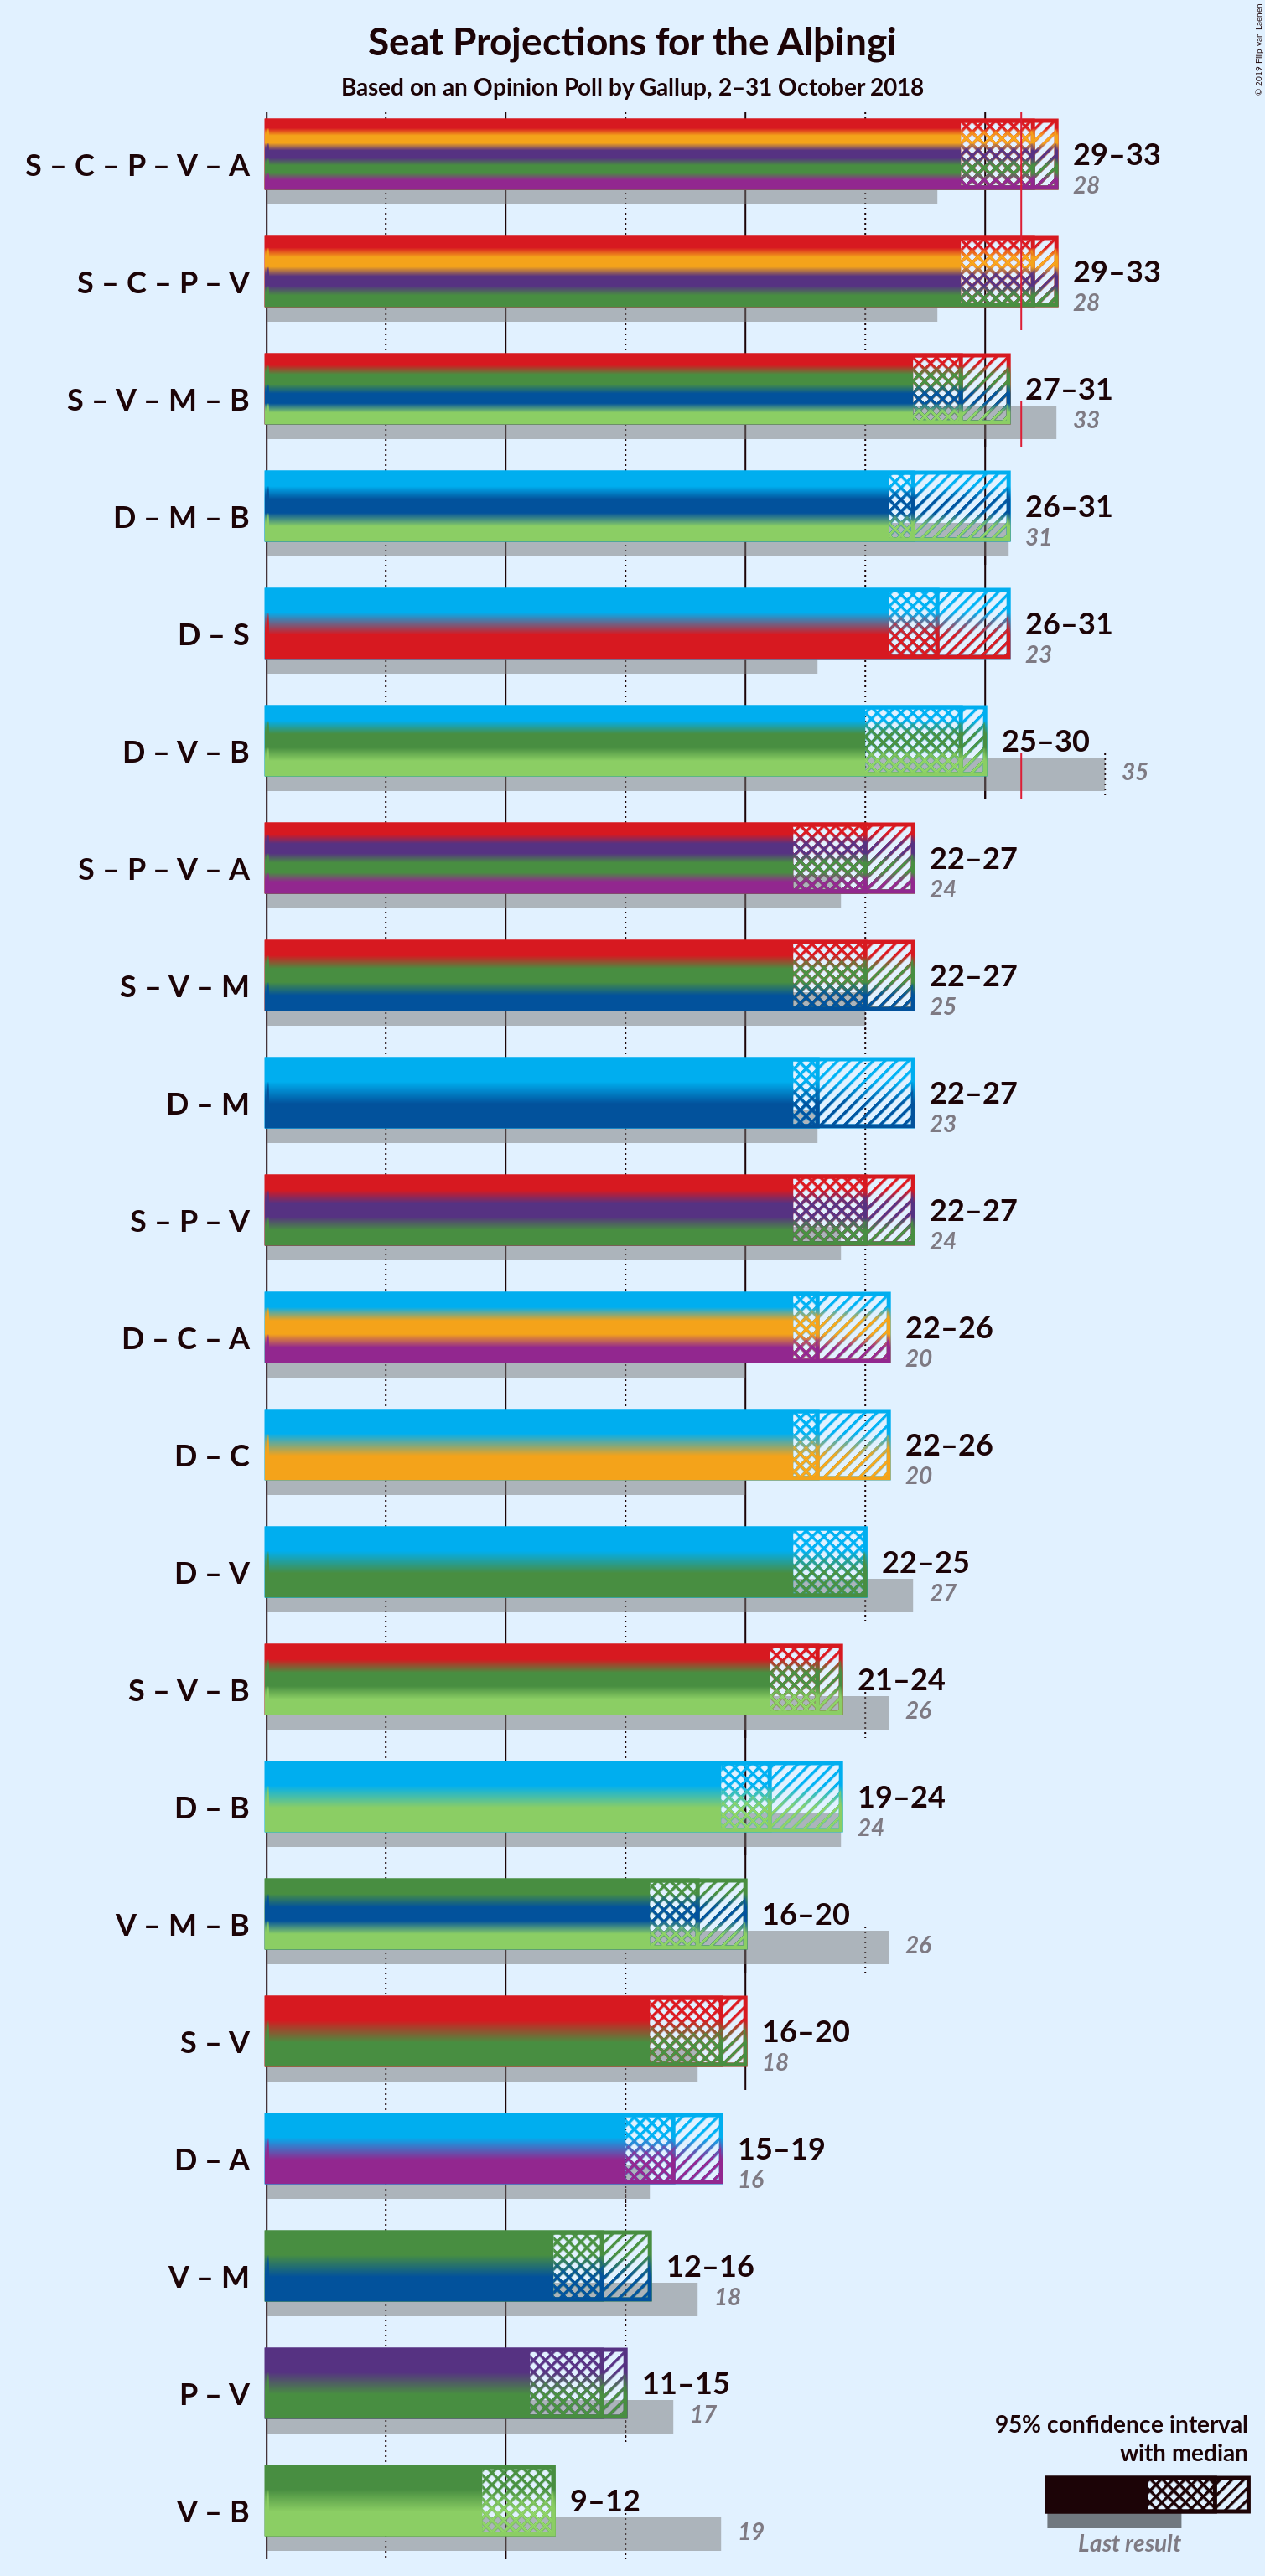 Seat Projections for the Alþingi
Based on an Opinion Poll by Gallup, 2–31 October 2018
© 2019 Filip van Laenen
S – C – P – V – A
29–33
28
S – C – P – V
29–33
28
S – V – M – B
27–31
33
D – M – B
26–31
31
D – S
26–31
23
D – V – B
25–30
35
S – P – V – A
22–27
24
S – V – M
22–27
25
D – M
22–27
23
S – P – V
22–27
24
D – C – A
22–26
20
D – C
22–26
20
D – V
22–25
27
S – V – B
21–24
26
D – B
19–24
24
V – M – B
16–20
26
S – V
16–20
18
D – A
15–19
16
V – M
12–16
18
P – V
11–15
17
V – B
9–12
19
95% confidence interval
with median
Last result